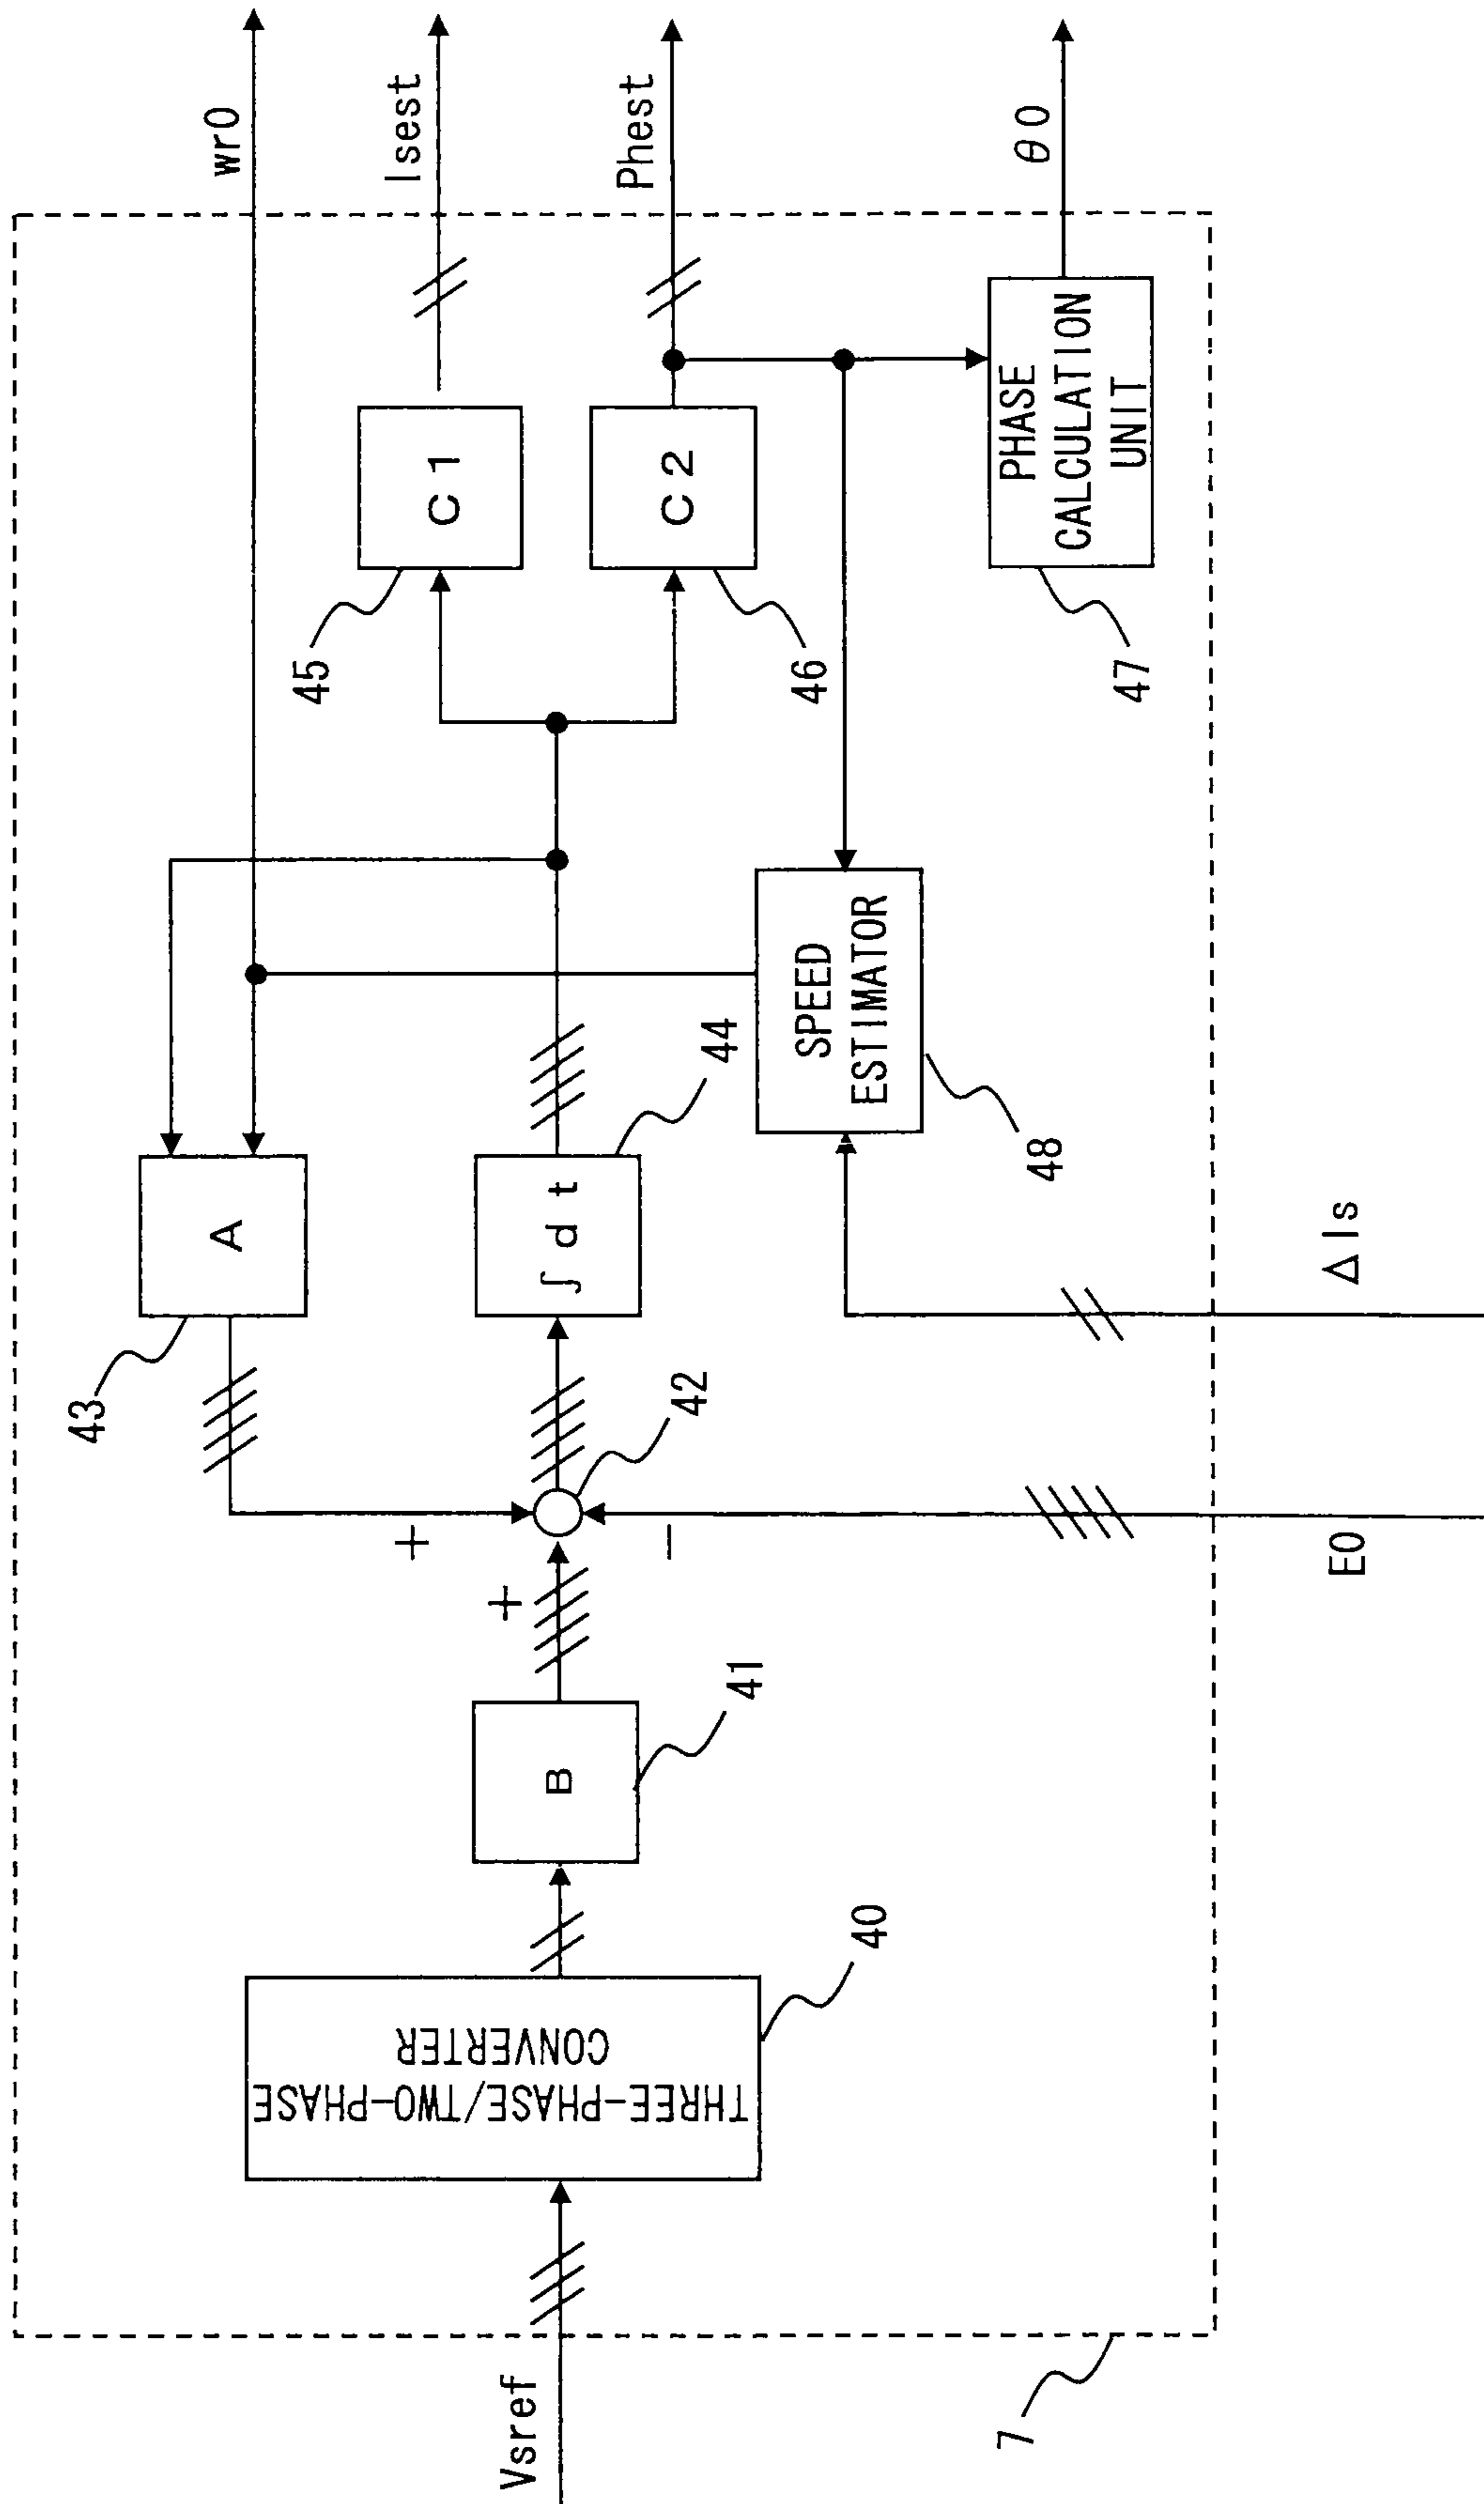 wr0
Isest
Phest
θ0
43
A
45
C1
∫dt
44
C2
46
PHASE
CALCULATION
UNIT
47
SPEED
ESTIMATOR
48
+
+
−
42
B
41
THREE-PHASE/TWO-PHASE
CONVERTER
40
Vsref
E0
ΔIs
7